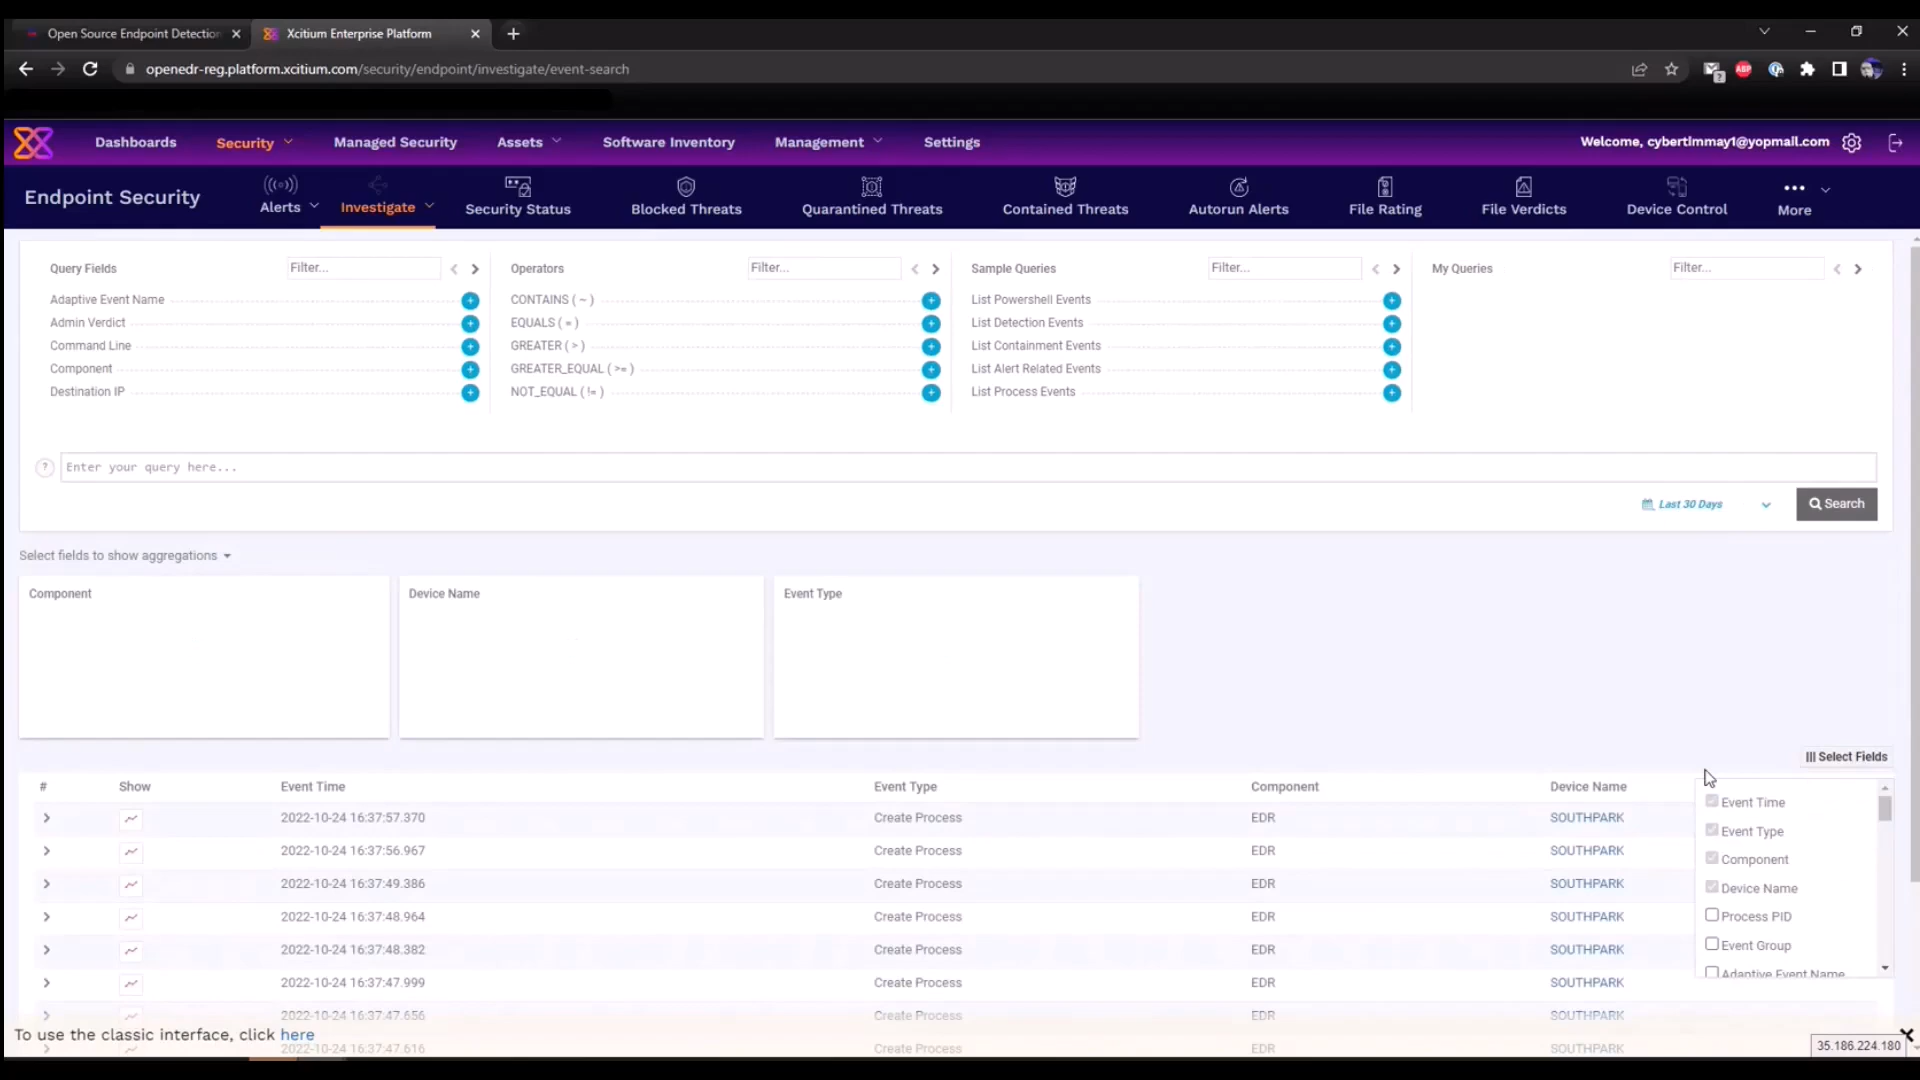 Open Source Endpoint Detection
Xcitium Enterprise Platform
openedr-reg.platform.xcitium.com/security/endpoint/investigate/event-search
ABP
Dashboards Security Managed Security Assets Software Inventory Management Settings
Welcome, cybertimmay1@yopmail.com
Endpoint Security
Alerts Investigate Security Status Blocked Threats Quarantined Threats Contained Threats Autorun Alerts File Rating File Verdicts Device Control More
Query Fields Filter... Operators Filter... Sample Queries Filter... My Queries Filter...
Adaptive Event Name CONTAINS ( ~ ) List Powershell Events
Admin Verdict EQUALS ( = ) List Detection Events
Command Line GREATER ( > ) List Containment Events
Component GREATER_EQUAL ( >= ) List Alert Related Events
Destination IP NOT_EQUAL ( != ) List Process Events
? Enter your query here...
Last 30 Days Search
Select fields to show aggregations
Component Device Name Event Type
Select Fields
# Show Event Time Event Type Component Device Name
2022-10-24 16:37:57.370 Create Process EDR SOUTHPARK
2022-10-24 16:37:56.967 Create Process EDR SOUTHPARK
2022-10-24 16:37:49.386 Create Process EDR SOUTHPARK
2022-10-24 16:37:48.964 Create Process EDR SOUTHPARK
2022-10-24 16:37:48.382 Create Process EDR SOUTHPARK
2022-10-24 16:37:47.999 Create Process EDR SOUTHPARK
2022-10-24 16:37:47.656 Create Process EDR SOUTHPARK
2022-10-24 16:37:47.616 Create Process EDR SOUTHPARK
Event Time
Event Type
Component
Device Name
Process PID
Event Group
Adaptive Event Name
To use the classic interface, click here
35.186.224.180